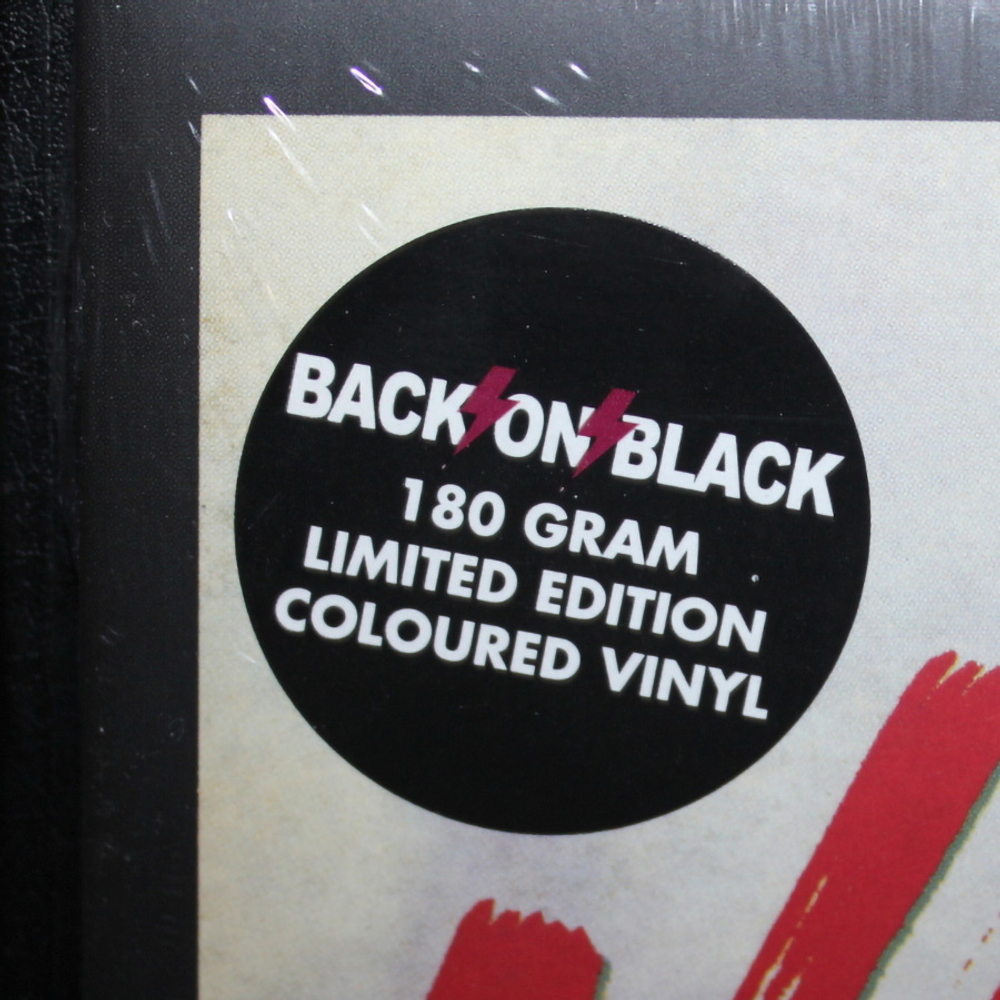 BACK ON BLACK
180 GRAM
LIMITED EDITION
COLOURED VINYL